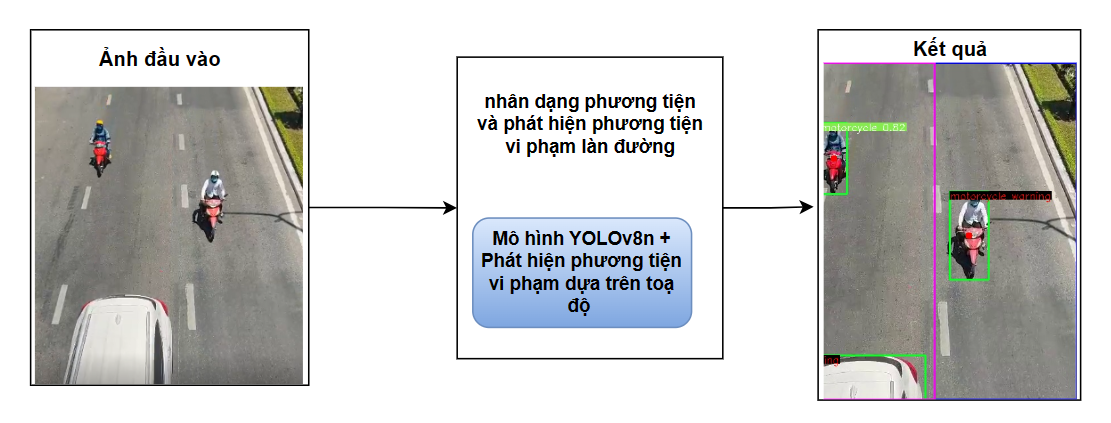 Ảnh đầu vào
nhân dạng phương tiện
và phát hiện phương tiện
vi phạm làn đường
Mô hình YOLOv8n +
Phát hiện phương tiện
vi phạm dựa trên toạ
độ
Kết quả
motorcycle 0.82
motorcycle warning